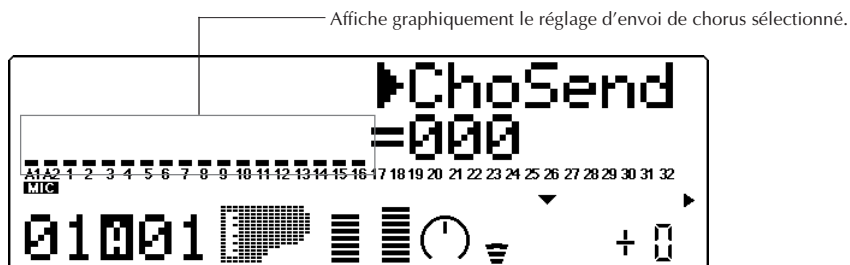 Affiche graphiquement le réglage d'envoi de chorus sélectionné.
▶ChoSend
=000
A1 A2 1 2 3 4 5 6 7 8 9 10 11 12 13 14 15 16 17 18 19 20 21 22 23 24 25 26 27 28 29 30 31 32
MIC
01A01 + 0